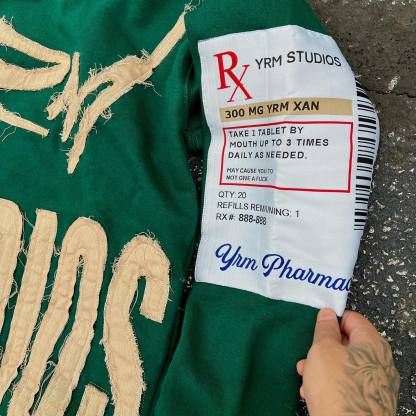 Rx YRM STUDIOS
300 MG YRM XAN
TAKE 1 TABLET BY
MOUTH UP TO 3 TIMES
DAILY AS NEEDED.
MAY CAUSE YOU TO
NOT GIVE A FUCK
QTY: 20
REFILLS REMAINING: 1
RX #: 888-888
Yrm Pharmac